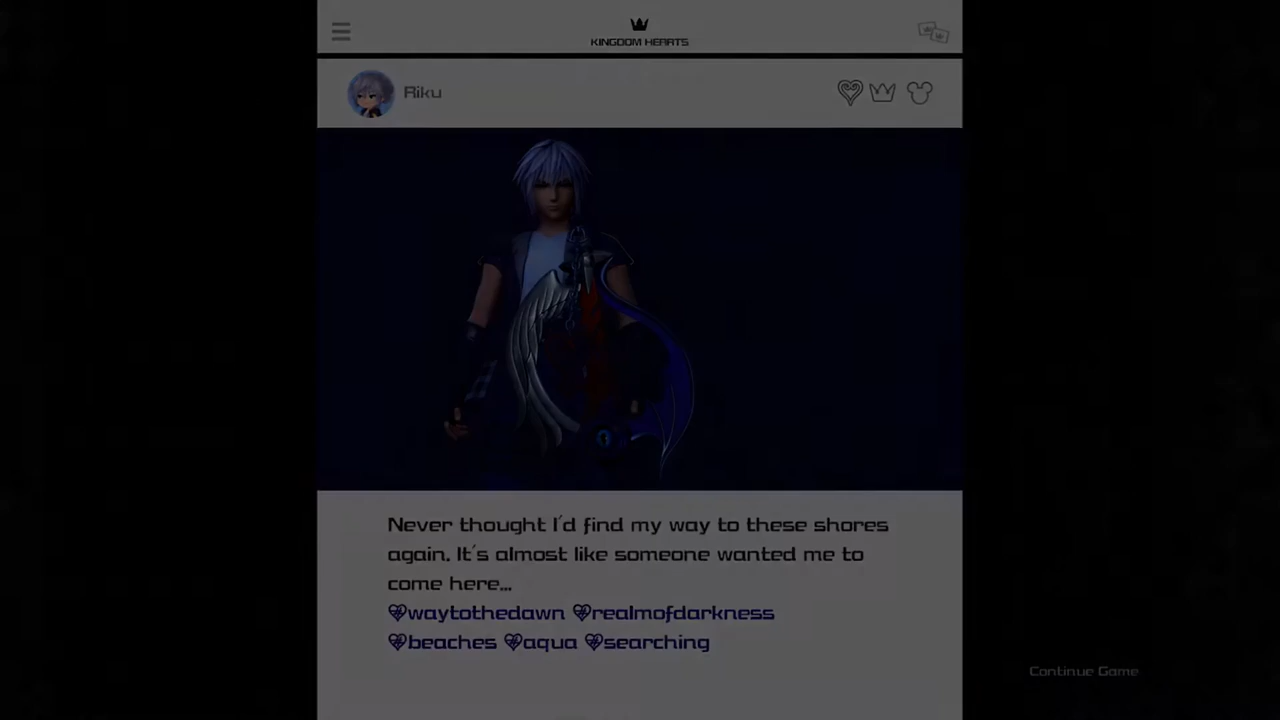 KINGDOM HEARTS
Riku
Never thought I'd find my way to these shores
again. It's almost like someone wanted me to
come here...
waytothedawn realmofdarkness
beaches aqua searching
Continue Game